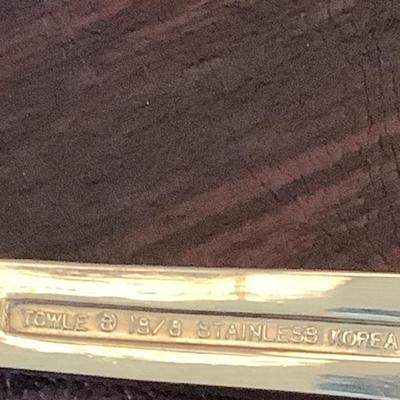 TOWLE ® 18/8 STAINLESS KOREA